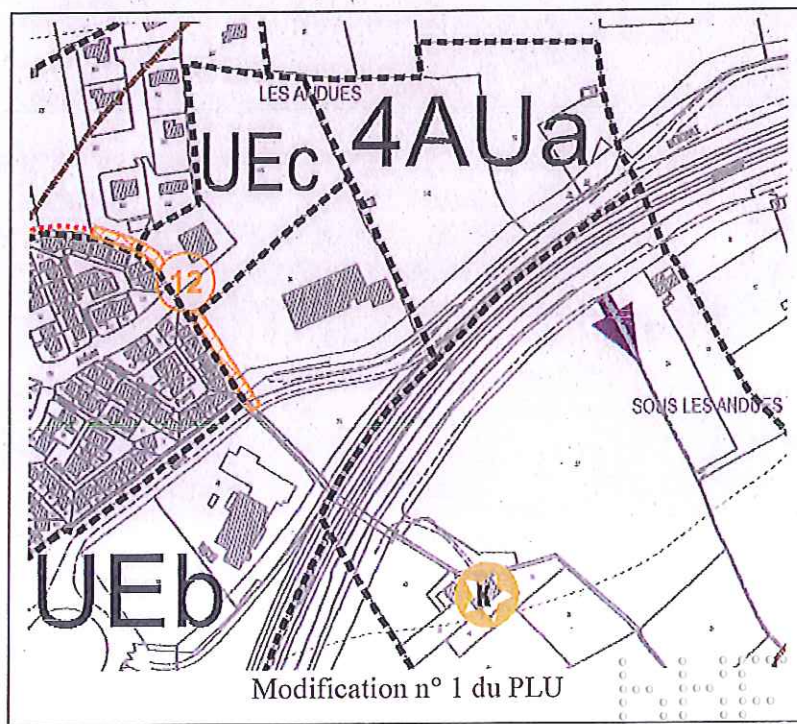 LES ANDUES
4AUa
UEc
12
SOUS LES ANDUES
UEb
K
Modification n° 1 du PLU